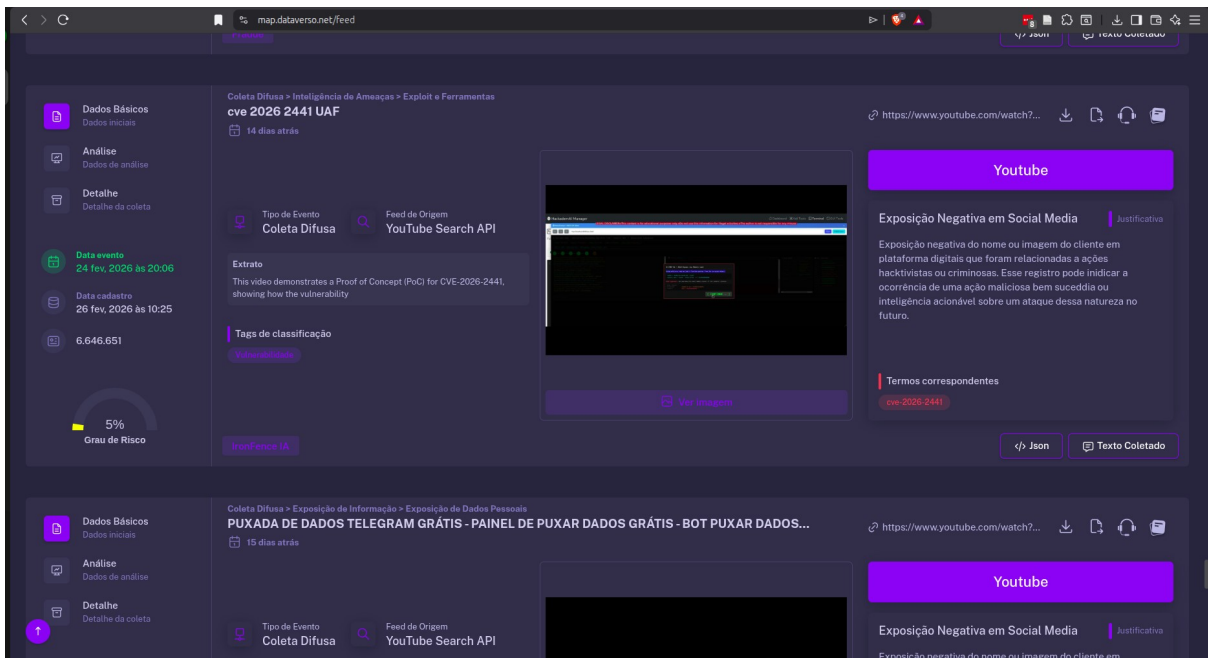 map.dataverso.net/feed
</> Json
Texto Coletado
Dados Básicos
Dados iniciais
Análise
Dados de análise
Detalhe
Detalhe da coleta
Data evento
24 fev, 2026 às 20:06
Data cadastro
26 fev, 2026 às 10:25
6.646.651
5%
Grau de Risco
Coleta Difusa > Inteligência de Ameaças > Exploit e Ferramentas
cve 2026 2441 UAF
14 dias atrás
Tipo de Evento
Coleta Difusa
Feed de Origem
YouTube Search API
Extrato
This video demonstrates a Proof of Concept (PoC) for CVE-2026-2441,
showing how the vulnerability
Tags de classificação
Vulnerabilidade
Ver imagem
IronFence IA
https://www.youtube.com/watch?...
Youtube
Exposição Negativa em Social Media
Justificativa
Exposição negativa do nome ou imagem do cliente em
plataforma digitais que foram relacionadas a ações
hacktivistas ou criminosas. Esse registro pode inidicar a
ocorrência de uma ação maliciosa bem suceddia ou
inteligência acionável sobre um ataque dessa natureza no
futuro.
Termos correspondentes
cve-2026-2441
</> Json
Texto Coletado
Dados Básicos
Dados iniciais
Análise
Dados de análise
Detalhe
Detalhe da coleta
Coleta Difusa > Exposição de Informação > Exposição de Dados Pessoais
PUXADA DE DADOS TELEGRAM GRÁTIS - PAINEL DE PUXAR DADOS GRÁTIS - BOT PUXAR DADOS...
15 dias atrás
Tipo de Evento
Coleta Difusa
Feed de Origem
YouTube Search API
https://www.youtube.com/watch?...
Youtube
Exposição Negativa em Social Media
Justificativa
Exposição negativa do nome ou imagem do cliente em